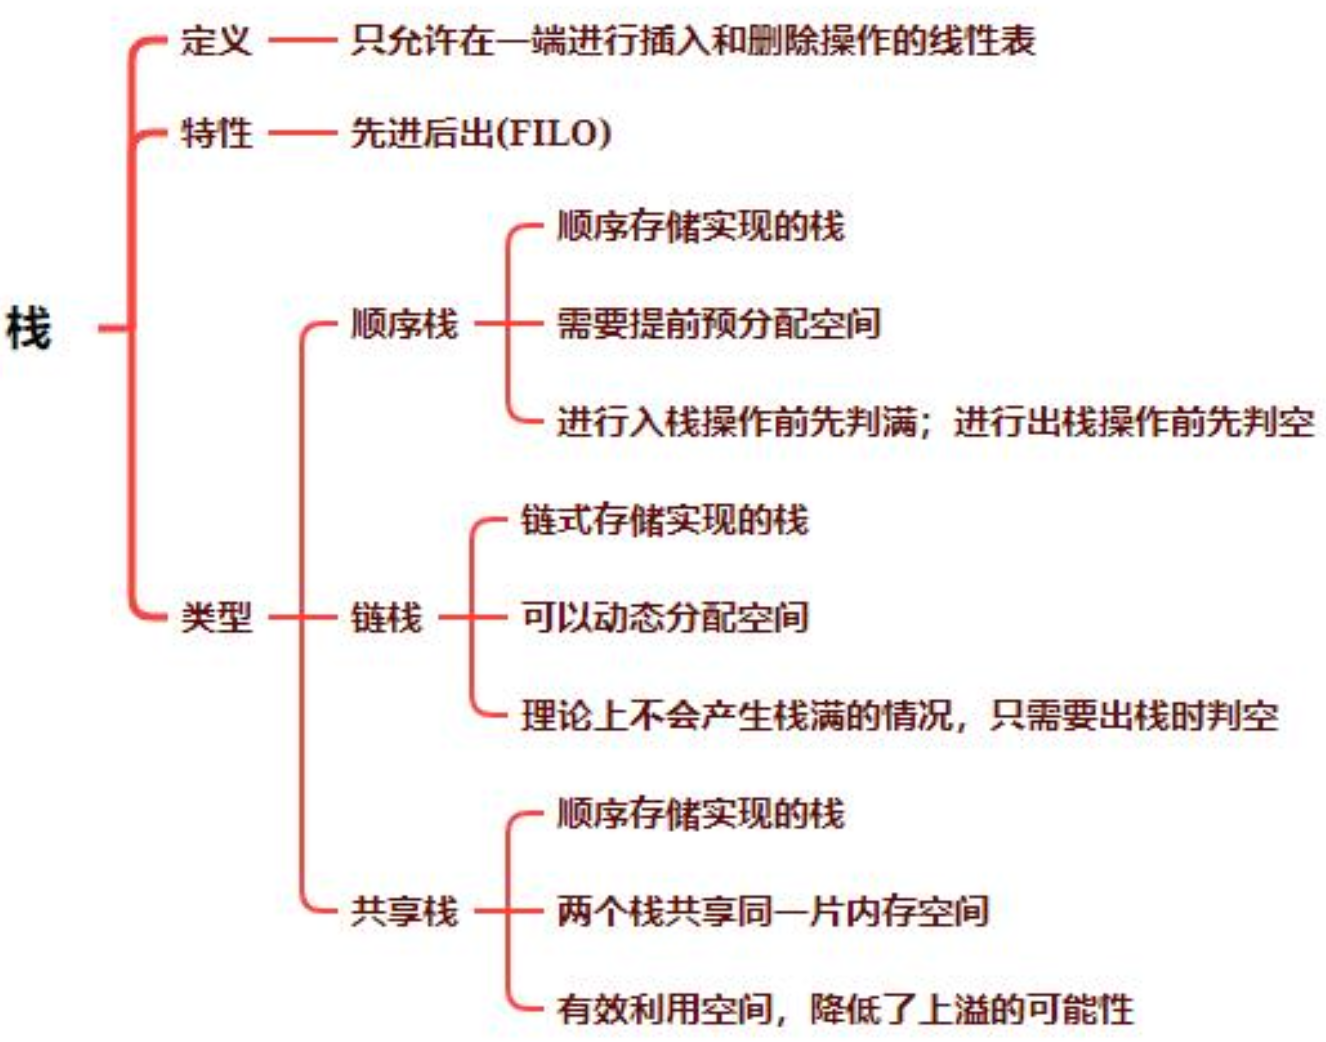 定义
只允许在一端进行插入和删除操作的线性表
特性
先进后出(FILO)
栈
类型
顺序栈
顺序存储实现的栈
需要提前预分配空间
进行入栈操作前先判满；进行出栈操作前先判空
链栈
链式存储实现的栈
可以动态分配空间
理论上不会产生栈满的情况，只需要出栈时判空
共享栈
顺序存储实现的栈
两个栈共享同一片内存空间
有效利用空间，降低了上溢的可能性